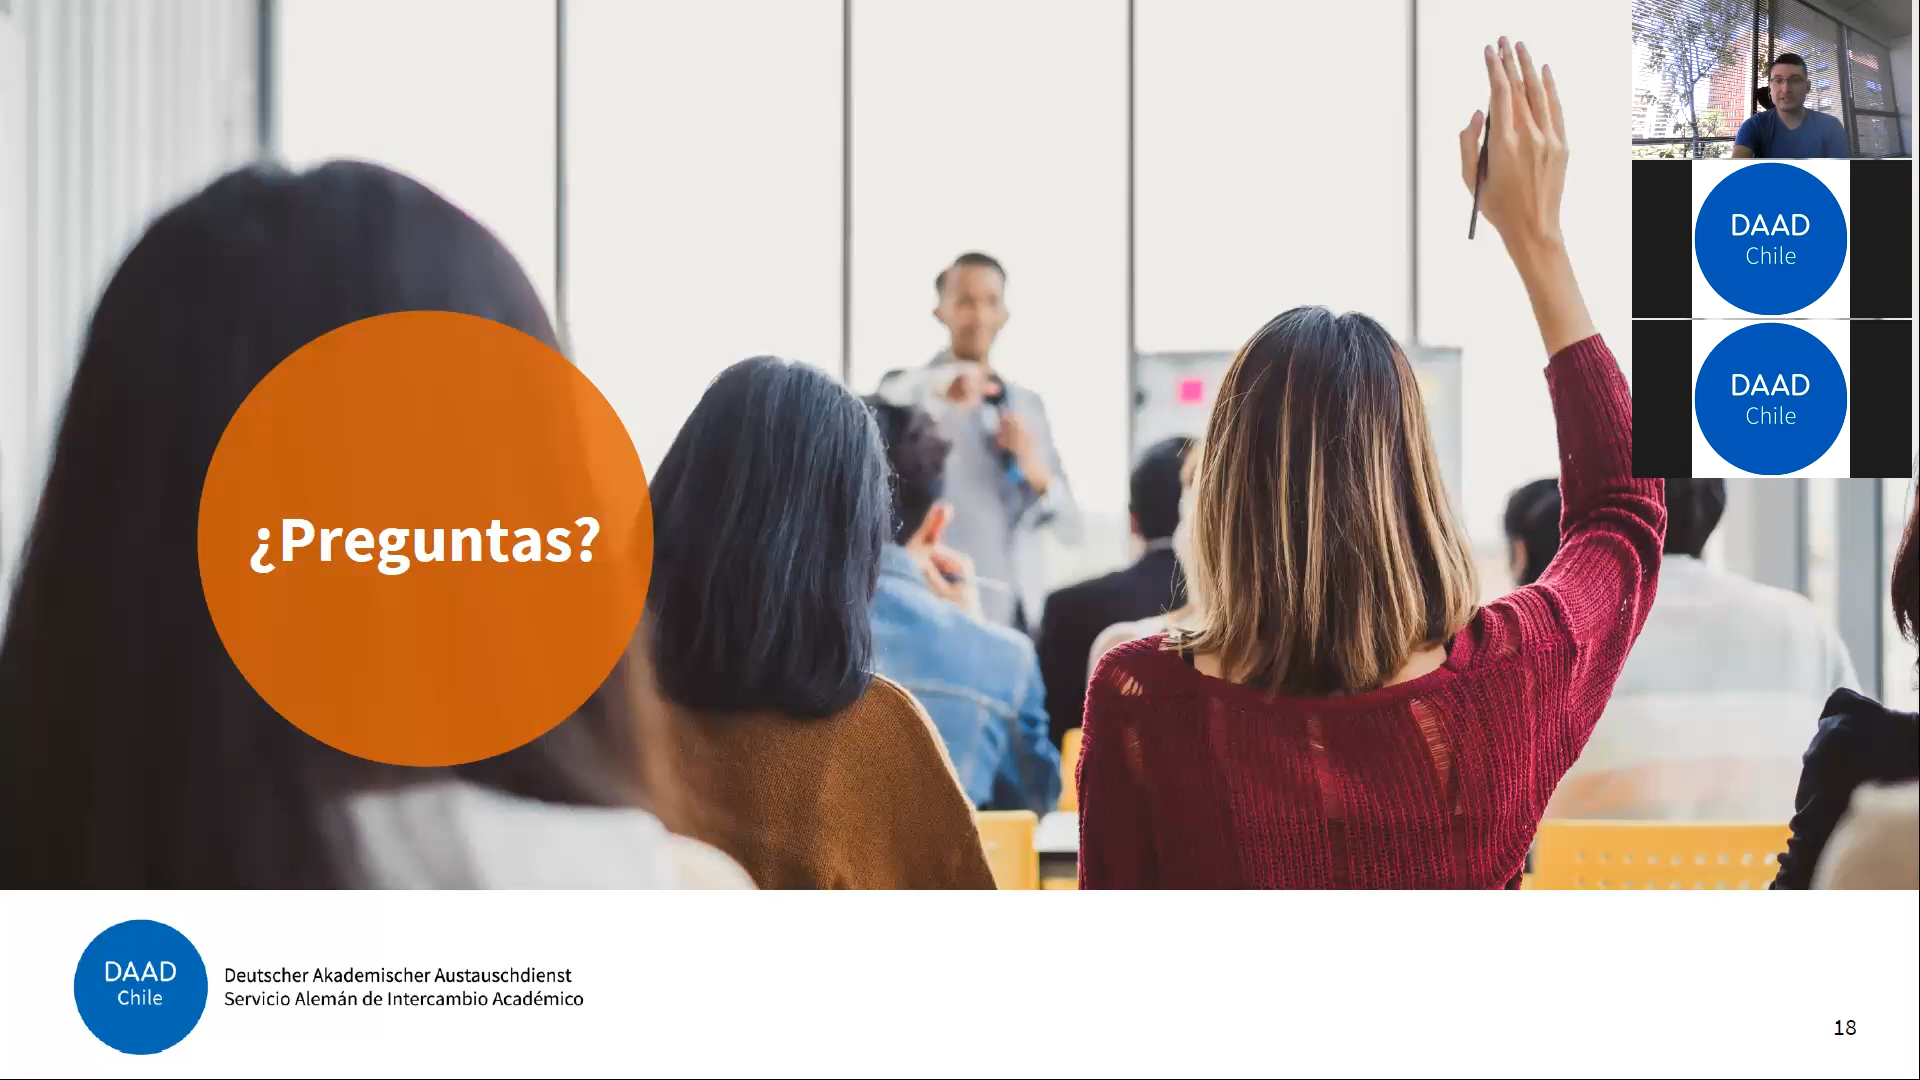 DAAD
Chile
DAAD
Chile
¿Preguntas?
DAAD
Chile
Deutscher Akademischer Austauschdienst
Servicio Alemán de Intercambio Académico
18